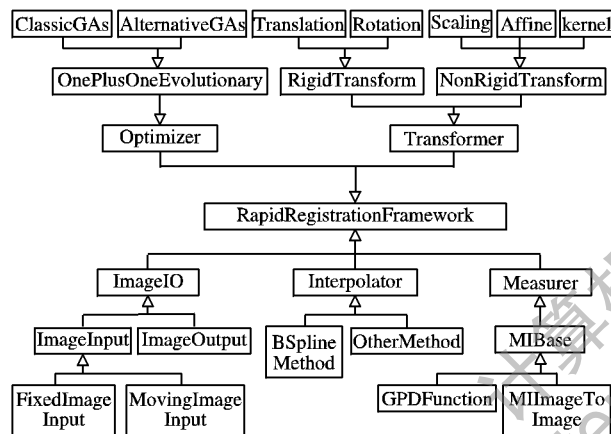 ClassicGAs AlternativeGAs Translation Rotation Scaling Affine kernel
OnePlusOneEvolutionary RigidTransform NonRigidTransform
Optimizer Transformer
RapidRegistrationFramework
ImageIO Interpolator Measurer
ImageInput ImageOutput BSpline Method OtherMethod MIBase
FixedImage Input MovingImage Input GPDFunction MIImageTo Image